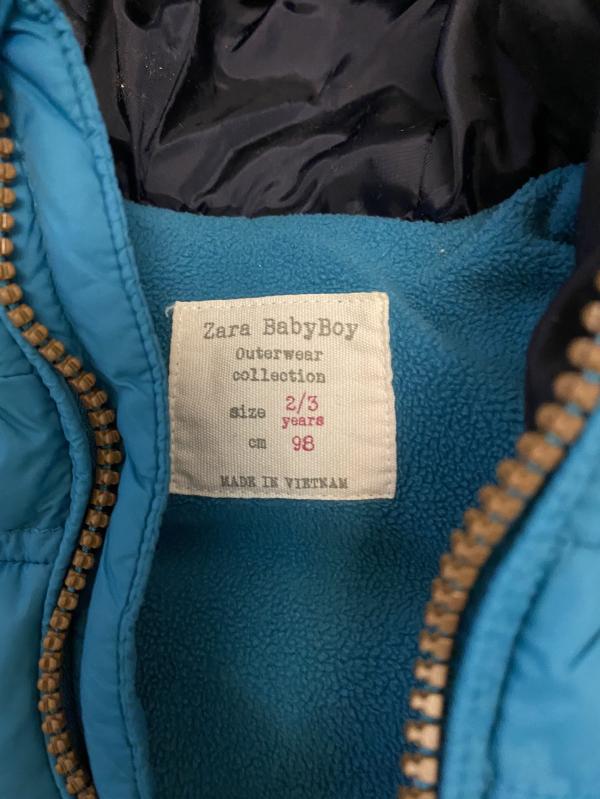 Zara BabyBoy
Outerwear
collection
size 2/3
years
cm 98
MADE IN VIETNAM